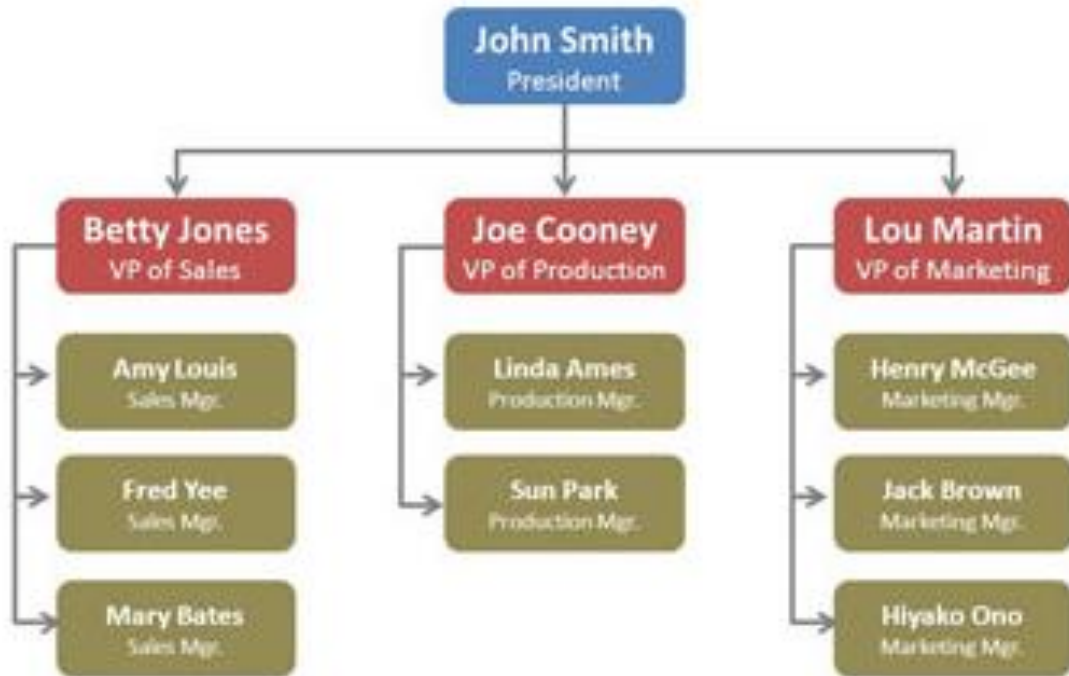 John Smith
President
Betty Jones
VP of Sales
Joe Cooney
VP of Production
Lou Martin
VP of Marketing
Amy Louis
Sales Mgr.
Linda Ames
Production Mgr.
Henry McGee
Marketing Mgr.
Fred Yee
Sales Mgr.
Sun Park
Production Mgr.
Jack Brown
Marketing Mgr.
Mary Bates
Sales Mgr.
Hiyako Ono
Marketing Mgr.